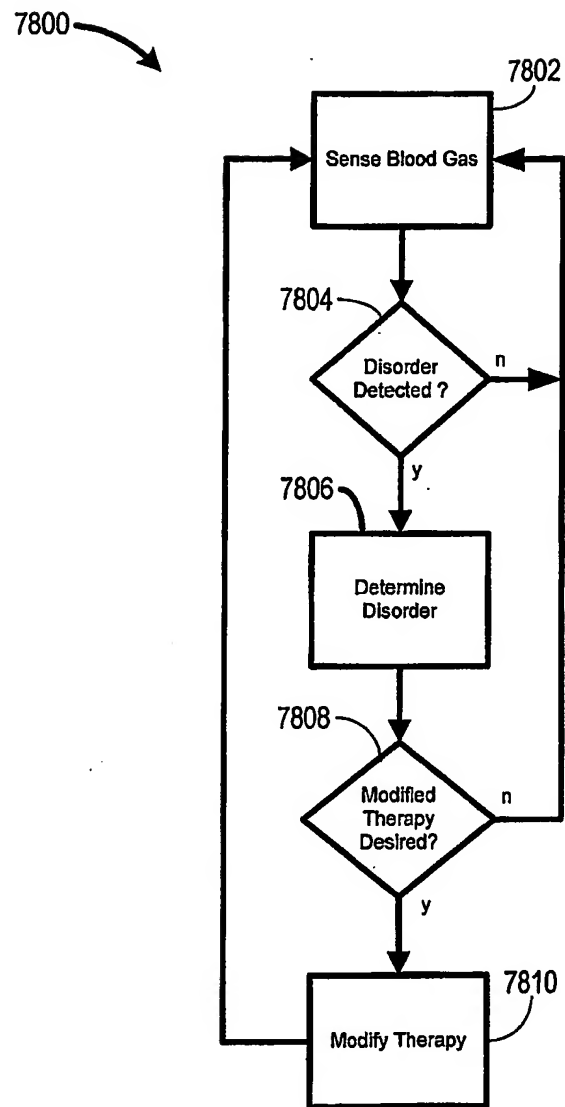 7800
7802
Sense Blood Gas
7804
Disorder
Detected ?
n
y
7806
Determine
Disorder
7808
Modified
Therapy
Desired?
n
y
7810
Modify Therapy